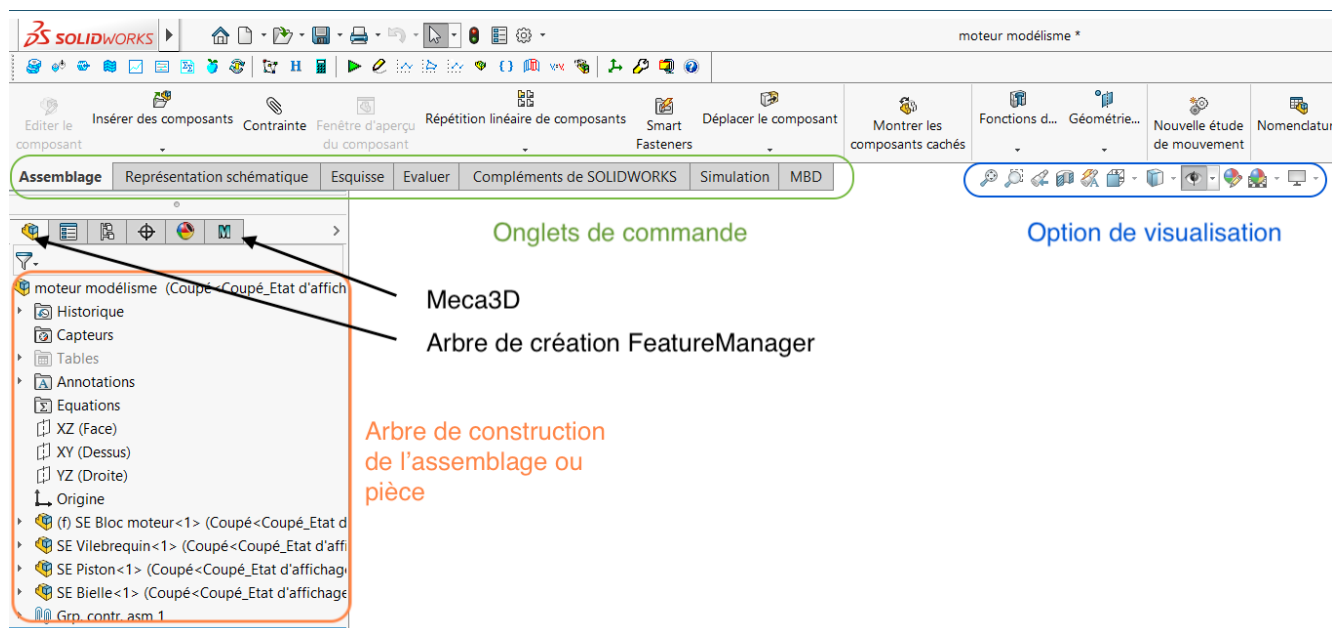 SOLIDWORKS
moteur modélisme *
Editer le
composant
Insérer des composants
Contrainte
Fenêtre d'aperçu
du composant
Répétition linéaire de composants
Smart
Fasteners
Déplacer le composant
Montrer les
composants cachés
Fonctions d...
Géométrie...
Nouvelle étude
de mouvement
Nomenclatur
Assemblage
Représentation schématique
Esquisse
Evaluer
Compléments de SOLIDWORKS
Simulation
MBD
Onglets de commande
Option de visualisation
moteur modélisme (Coupé<Coupé_Etat d'affich
Meca3D
Historique
Arbre de création FeatureManager
Capteurs
Tables
Annotations
Equations
XZ (Face)
XY (Dessus)
YZ (Droite)
Origine
Arbre de construction
de l'assemblage ou
pièce
(f) SE Bloc moteur<1> (Coupé<Coupé_Etat d
SE Vilebrequin<1> (Coupé<Coupé_Etat d'affi
SE Piston<1> (Coupé<Coupé_Etat d'affichag
SE Bielle<1> (Coupé<Coupé_Etat d'affichage
Grp. contr. asm 1